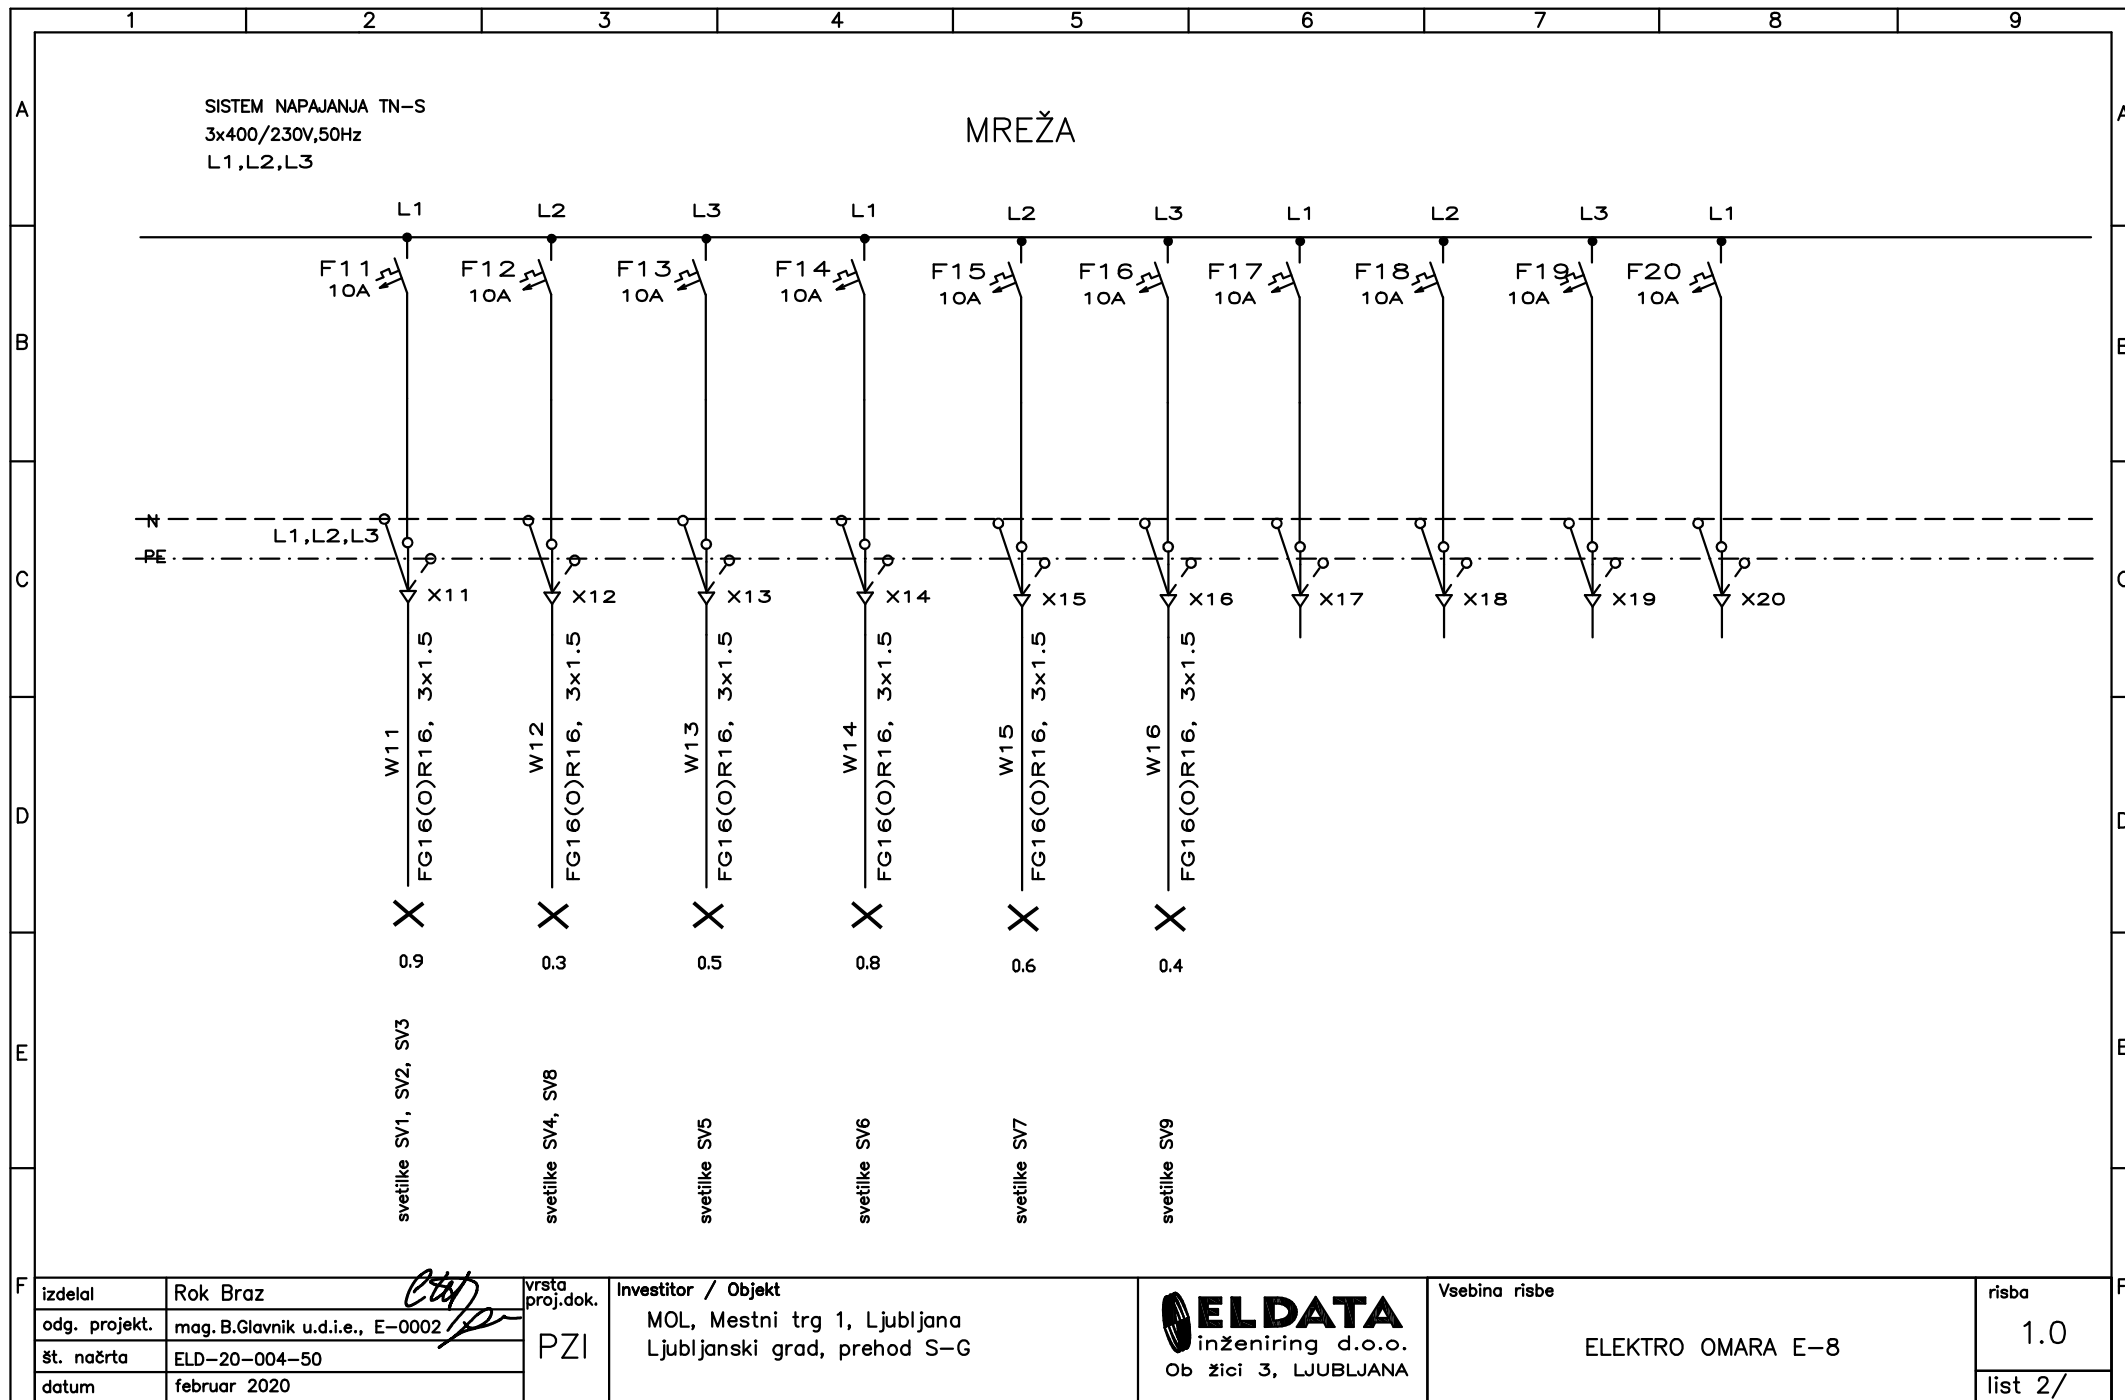 1 2 3 4 5 6 7 8 9
A A
SISTEM NAPAJANJA TN-S
3x400/230V,50Hz
L1,L2,L3
MREŽA
L1 L2 L3 L1 L2 L3 L1 L2 L3 L1
F11 F12 F13 F14 F15 F16 F17 F18 F19 F20
10A 10A 10A 10A 10A 10A 10A 10A 10A 10A
B B
N
L1,L2,L3
PE
C C
X11 X12 X13 X14 X15 X16 X17 X18 X19 X20
W11
FG16(O)R16, 3x1.5
W12
FG16(O)R16, 3x1.5
W13
FG16(O)R16, 3x1.5
W14
FG16(O)R16, 3x1.5
W15
FG16(O)R16, 3x1.5
W16
FG16(O)R16, 3x1.5
D D
0.9 0.3 0.5 0.8 0.6 0.4
E E
svetilke SV1, SV2, SV3
svetilke SV4, SV8
svetilke SV5
svetilke SV6
svetilke SV7
svetilke SV9
F F
izdelal Rok Braz
odg. projekt. mag. B.Glavnik u.d.i.e., E-0002
št. načrta ELD-20-004-50
datum februar 2020
vrsta
proj.dok.
PZI
Investitor / Objekt
MOL, Mestni trg 1, Ljubljana
Ljubljanski grad, prehod S-G
ELDATA
inženiring d.o.o.
Ob žici 3, LJUBLJANA
Vsebina risbe
ELEKTRO OMARA E-8
risba
1.0
list 2/